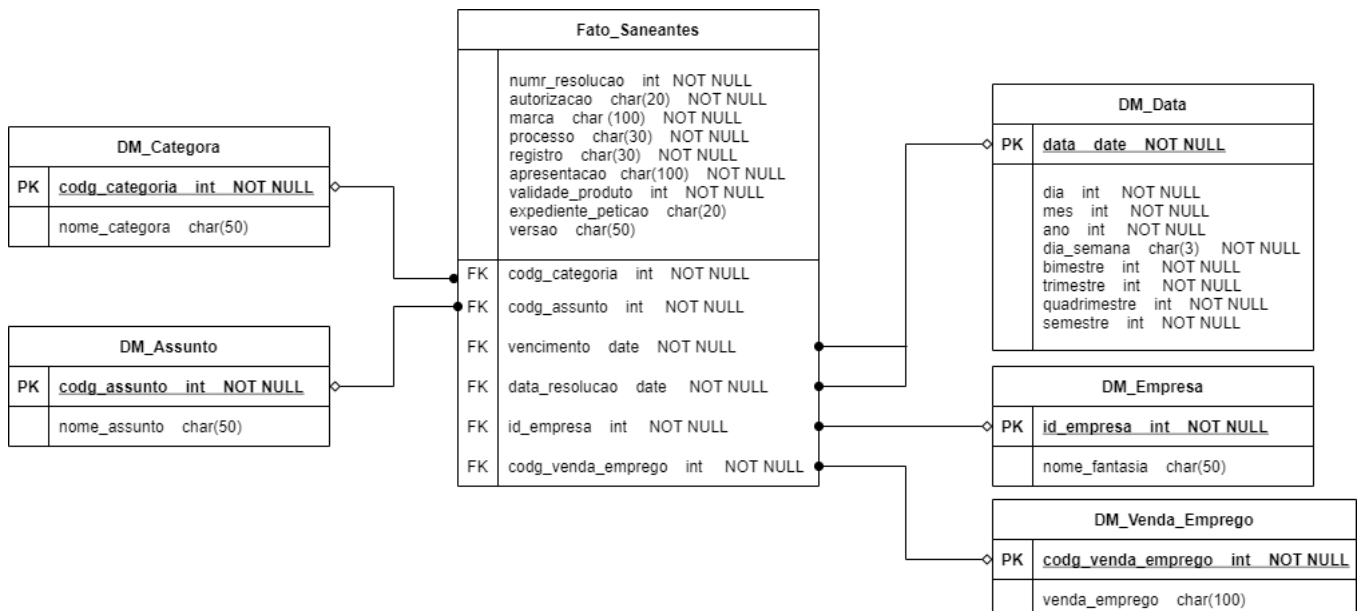 Fato_Saneantes
numr_resolucao int NOT NULL
autorizacao char(20) NOT NULL
marca char (100) NOT NULL
processo char(30) NOT NULL
registro char(30) NOT NULL
apresentacao char(100) NOT NULL
validade_produto int NOT NULL
expediente_peticao char(20)
versao char(50)
FK codg_categoria int NOT NULL
FK codg_assunto int NOT NULL
FK vencimento date NOT NULL
FK data_resolucao date NOT NULL
FK id_empresa int NOT NULL
FK codg_venda_emprego int NOT NULL
DM_Categora
PK codg_categoria int NOT NULL
nome_categora char(50)
DM_Assunto
PK codg_assunto int NOT NULL
nome_assunto char(50)
DM_Data
PK data date NOT NULL
dia int NOT NULL
mes int NOT NULL
ano int NOT NULL
dia_semana char(3) NOT NULL
bimestre int NOT NULL
trimestre int NOT NULL
quadrimestre int NOT NULL
semestre int NOT NULL
DM_Empresa
PK id_empresa int NOT NULL
nome_fantasia char(50)
DM_Venda_Emprego
PK codg_venda_emprego int NOT NULL
venda_emprego char(100)